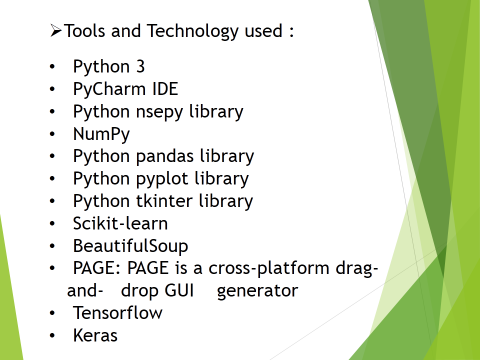 ➢Tools and Technology used :
• Python 3
• PyCharm IDE
• Python nsepy library
• NumPy
• Python pandas library
• Python pyplot library
• Python tkinter library
• Scikit-learn
• BeautifulSoup
• PAGE: PAGE is a cross-platform drag-
and- drop GUI generator
• Tensorflow
• Keras